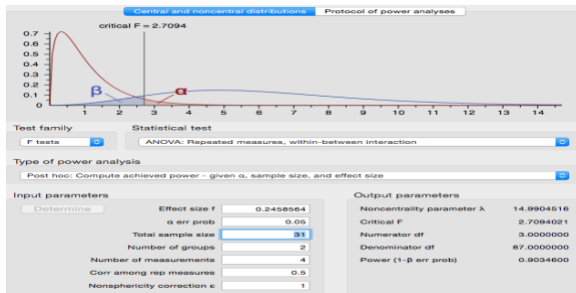 Central and noncentral distributions Protocol of power analyses
critical F = 2.7094
0.7
0.6
0.5
0.4
0.3
0.2
0.1
0
β α
1 2 3 4 5 6 7 8 9 10 11 12 13 14
Test family Statistical test
F tests ANOVA: Repeated measures, within-between interaction
Type of power analysis
Post hoc: Compute achieved power - given α, sample size, and effect size
Input parameters Output parameters
Determine Effect size f 0.2458564 Noncentrality parameter λ 14.9904516
α err prob 0.05 Critical F 2.7094021
Total sample size 31 Numerator df 3.0000000
Number of groups 2 Denominator df 87.0000000
Number of measurements 4 Power (1-β err prob) 0.9034600
Corr among rep measures 0.5
Nonsphericity correction ε 1